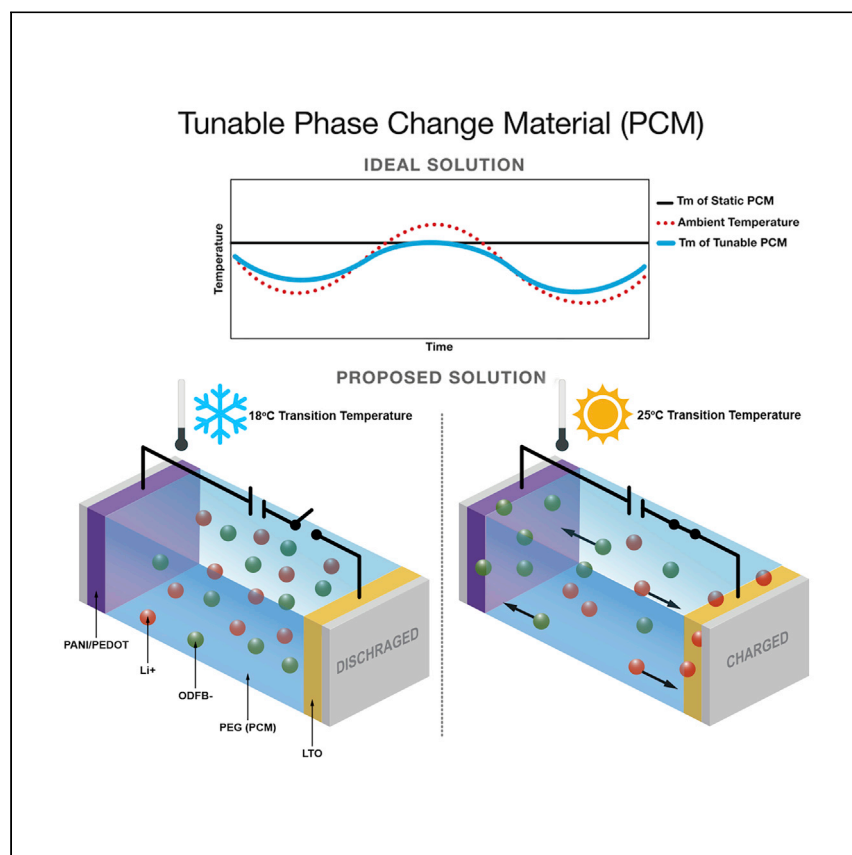 Tunable Phase Change Material (PCM)
IDEAL SOLUTION
Temperature
Time
Tm of Static PCM
Ambient Temperature
Tm of Tunable PCM
PROPOSED SOLUTION
18°C Transition Temperature
25°C Transition Temperature
DISCHRAGED
CHARGED
PANI/PEDOT
Li+
ODFB-
PEG (PCM)
LTO